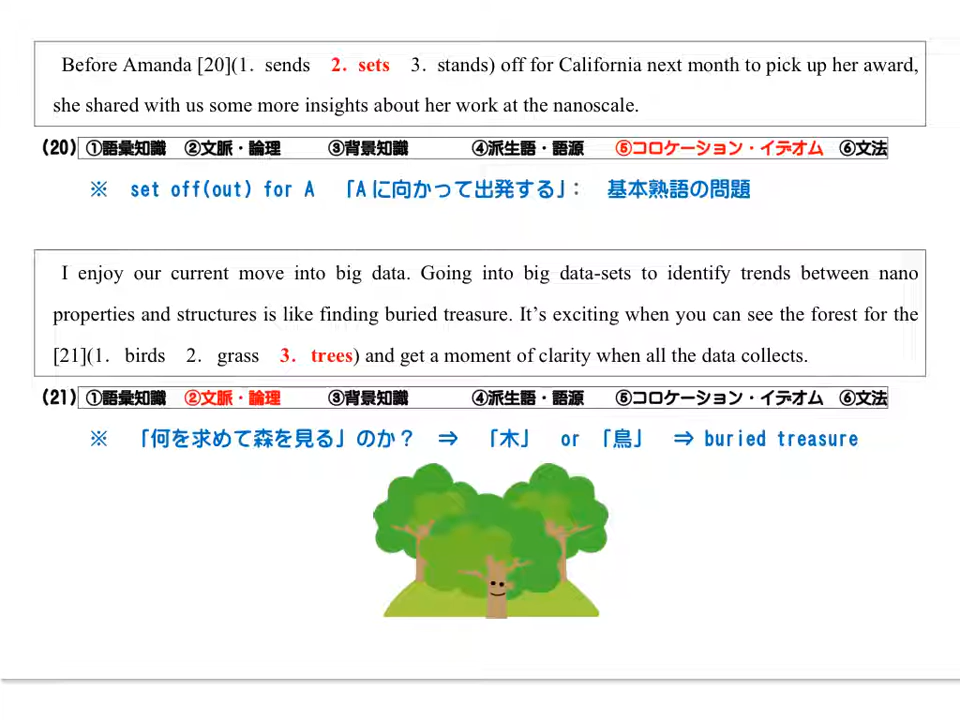 Before Amanda [20](1. sends 2. sets 3. stands) off for California next month to pick up her award,
she shared with us some more insights about her work at the nanoscale.
(20) ①語彙知識 ②文脈・論理 ③背景知識 ④派生語・語源 ⑤コロケーション・イデオム ⑥文法
※ set off(out) for A 「Aに向かって出発する」: 基本熟語の問題
I enjoy our current move into big data. Going into big data-sets to identify trends between nano
properties and structures is like finding buried treasure. It's exciting when you can see the forest for the
[21](1. birds 2. grass 3. trees) and get a moment of clarity when all the data collects.
(21) ①語彙知識 ②文脈・論理 ③背景知識 ④派生語・語源 ⑤コロケーション・イデオム ⑥文法
※ 「何を求めて森を見る」のか? ⇒ 「木」 or 「鳥」 ⇒ buried treasure